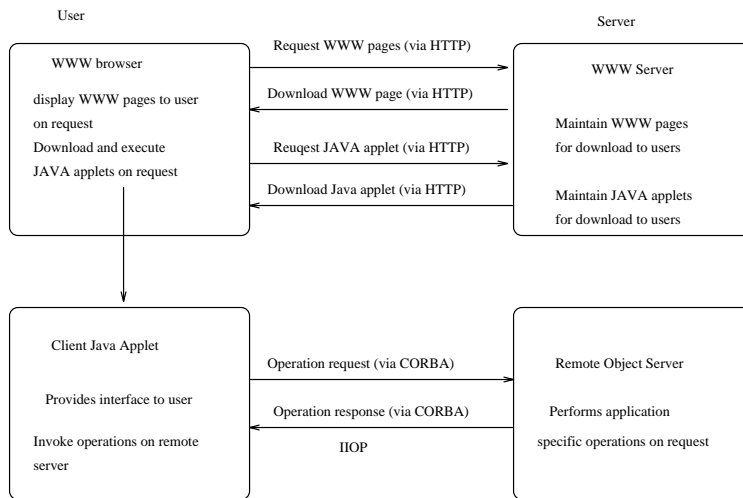 User
Server
WWW browser
display WWW pages to user
on request
Download and execute
JAVA applets on request
Request WWW pages (via HTTP)
Download WWW page (via HTTP)
Reuqest JAVA applet (via HTTP)
Download Java applet (via HTTP)
WWW Server
Maintain WWW pages
for download to users
Maintain JAVA applets
for download to users
Client Java Applet
Provides interface to user
Invoke operations on remote
server
Operation request (via CORBA)
Operation response (via CORBA)
IIOP
Remote Object Server
Performs application
specific operations on request